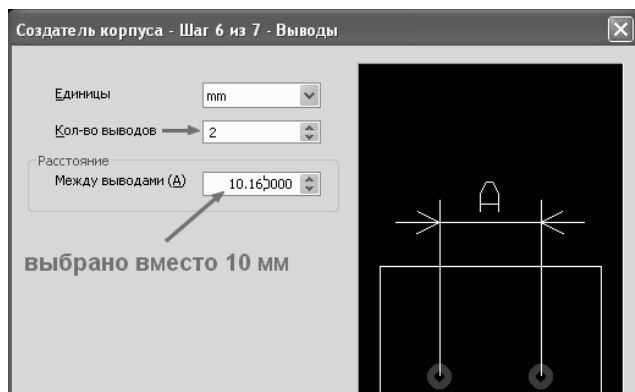 Создатель корпуса - Шаг 6 из 7 - Выводы
Единицы mm
Кол-во выводов 2
Расстояние
Между выводами (A) 10.160000
A
выбрано вместо 10 мм